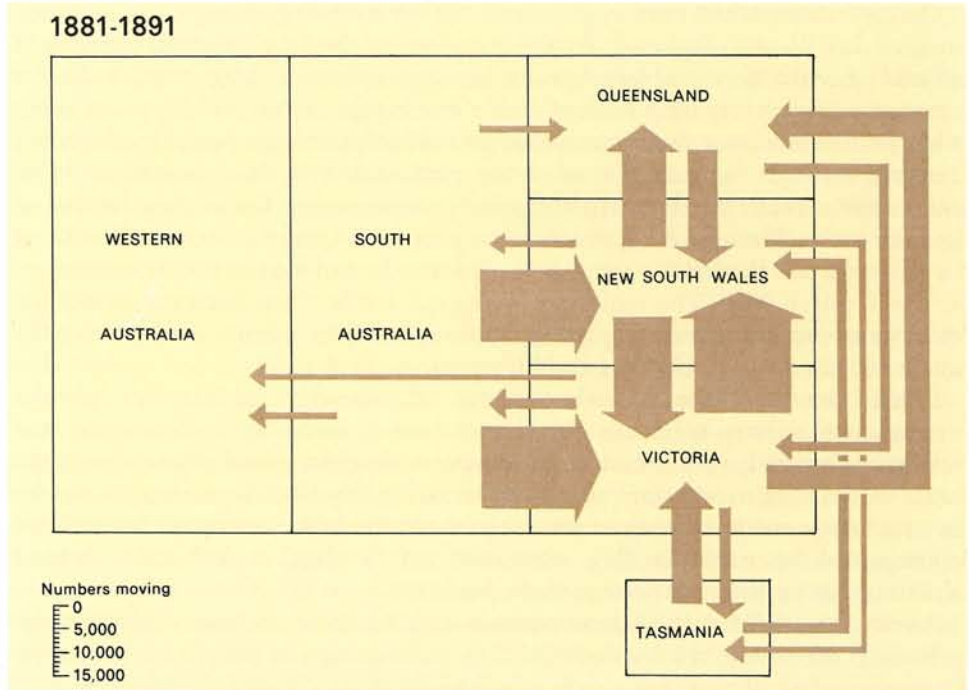 1881-1891
QUEENSLAND
WESTERN
SOUTH
NEW SOUTH WALES
AUSTRALIA
AUSTRALIA
VICTORIA
Numbers moving
0
5,000
10,000
15,000
TASMANIA